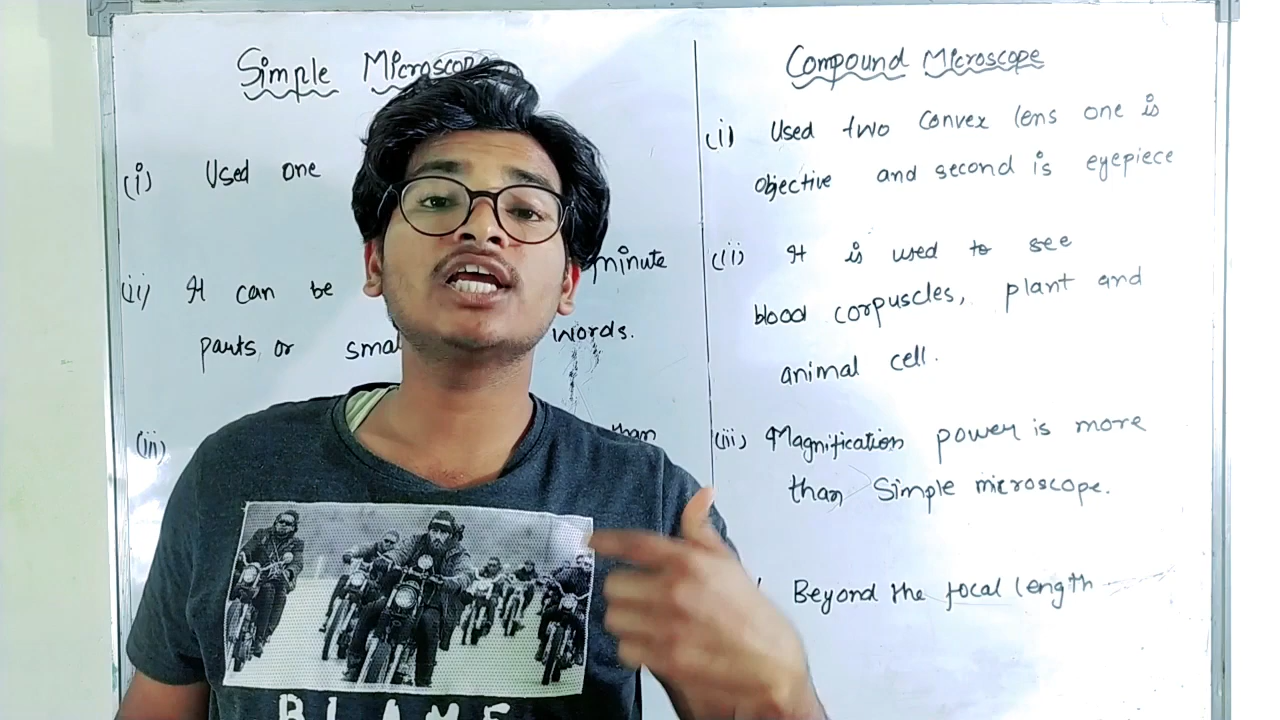 Simple Microscope
(i) Used one
(ii) It can be minute
parts or words.
(iii) than
Compound Microscope
(i) Used two convex lens one is
objective and second is eyepiece
(ii) It is used to see
blood corpuscles, plant and
animal cell.
(iii) Magnification power is more
than Simple microscope.
Beyond the focal length
BLAME